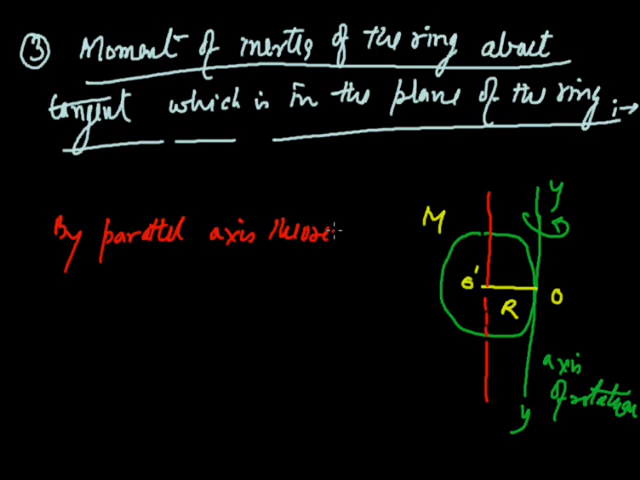 ③ Moment of inertia of the ring about
tangent which is in the plane of the ring :→
By parallel axis theore
y
M
O'
O
R
axis
of rotation
y